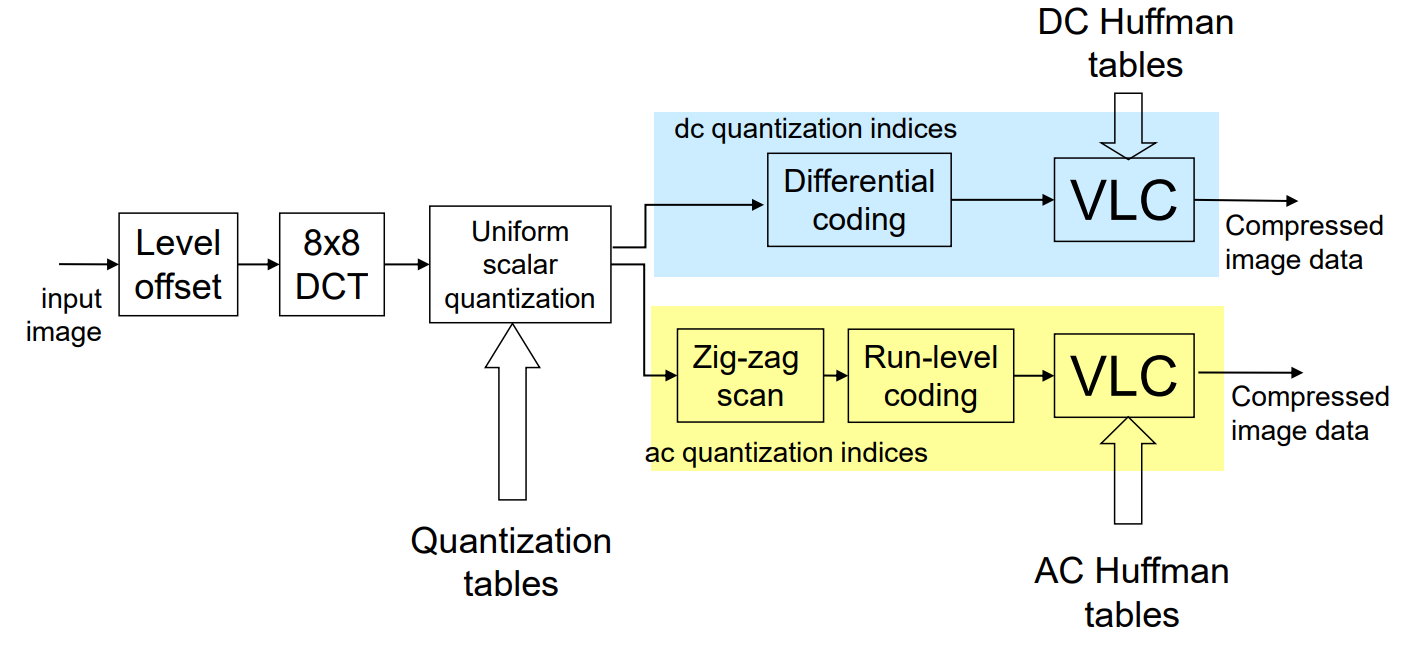 DC Huffman
tables
dc quantization indices
Differential
coding
VLC
Compressed
image data
input
image
Level
offset
8x8
DCT
Uniform
scalar
quantization
Zig-zag
scan
Run-level
coding
VLC
Compressed
image data
ac quantization indices
Quantization
tables
AC Huffman
tables